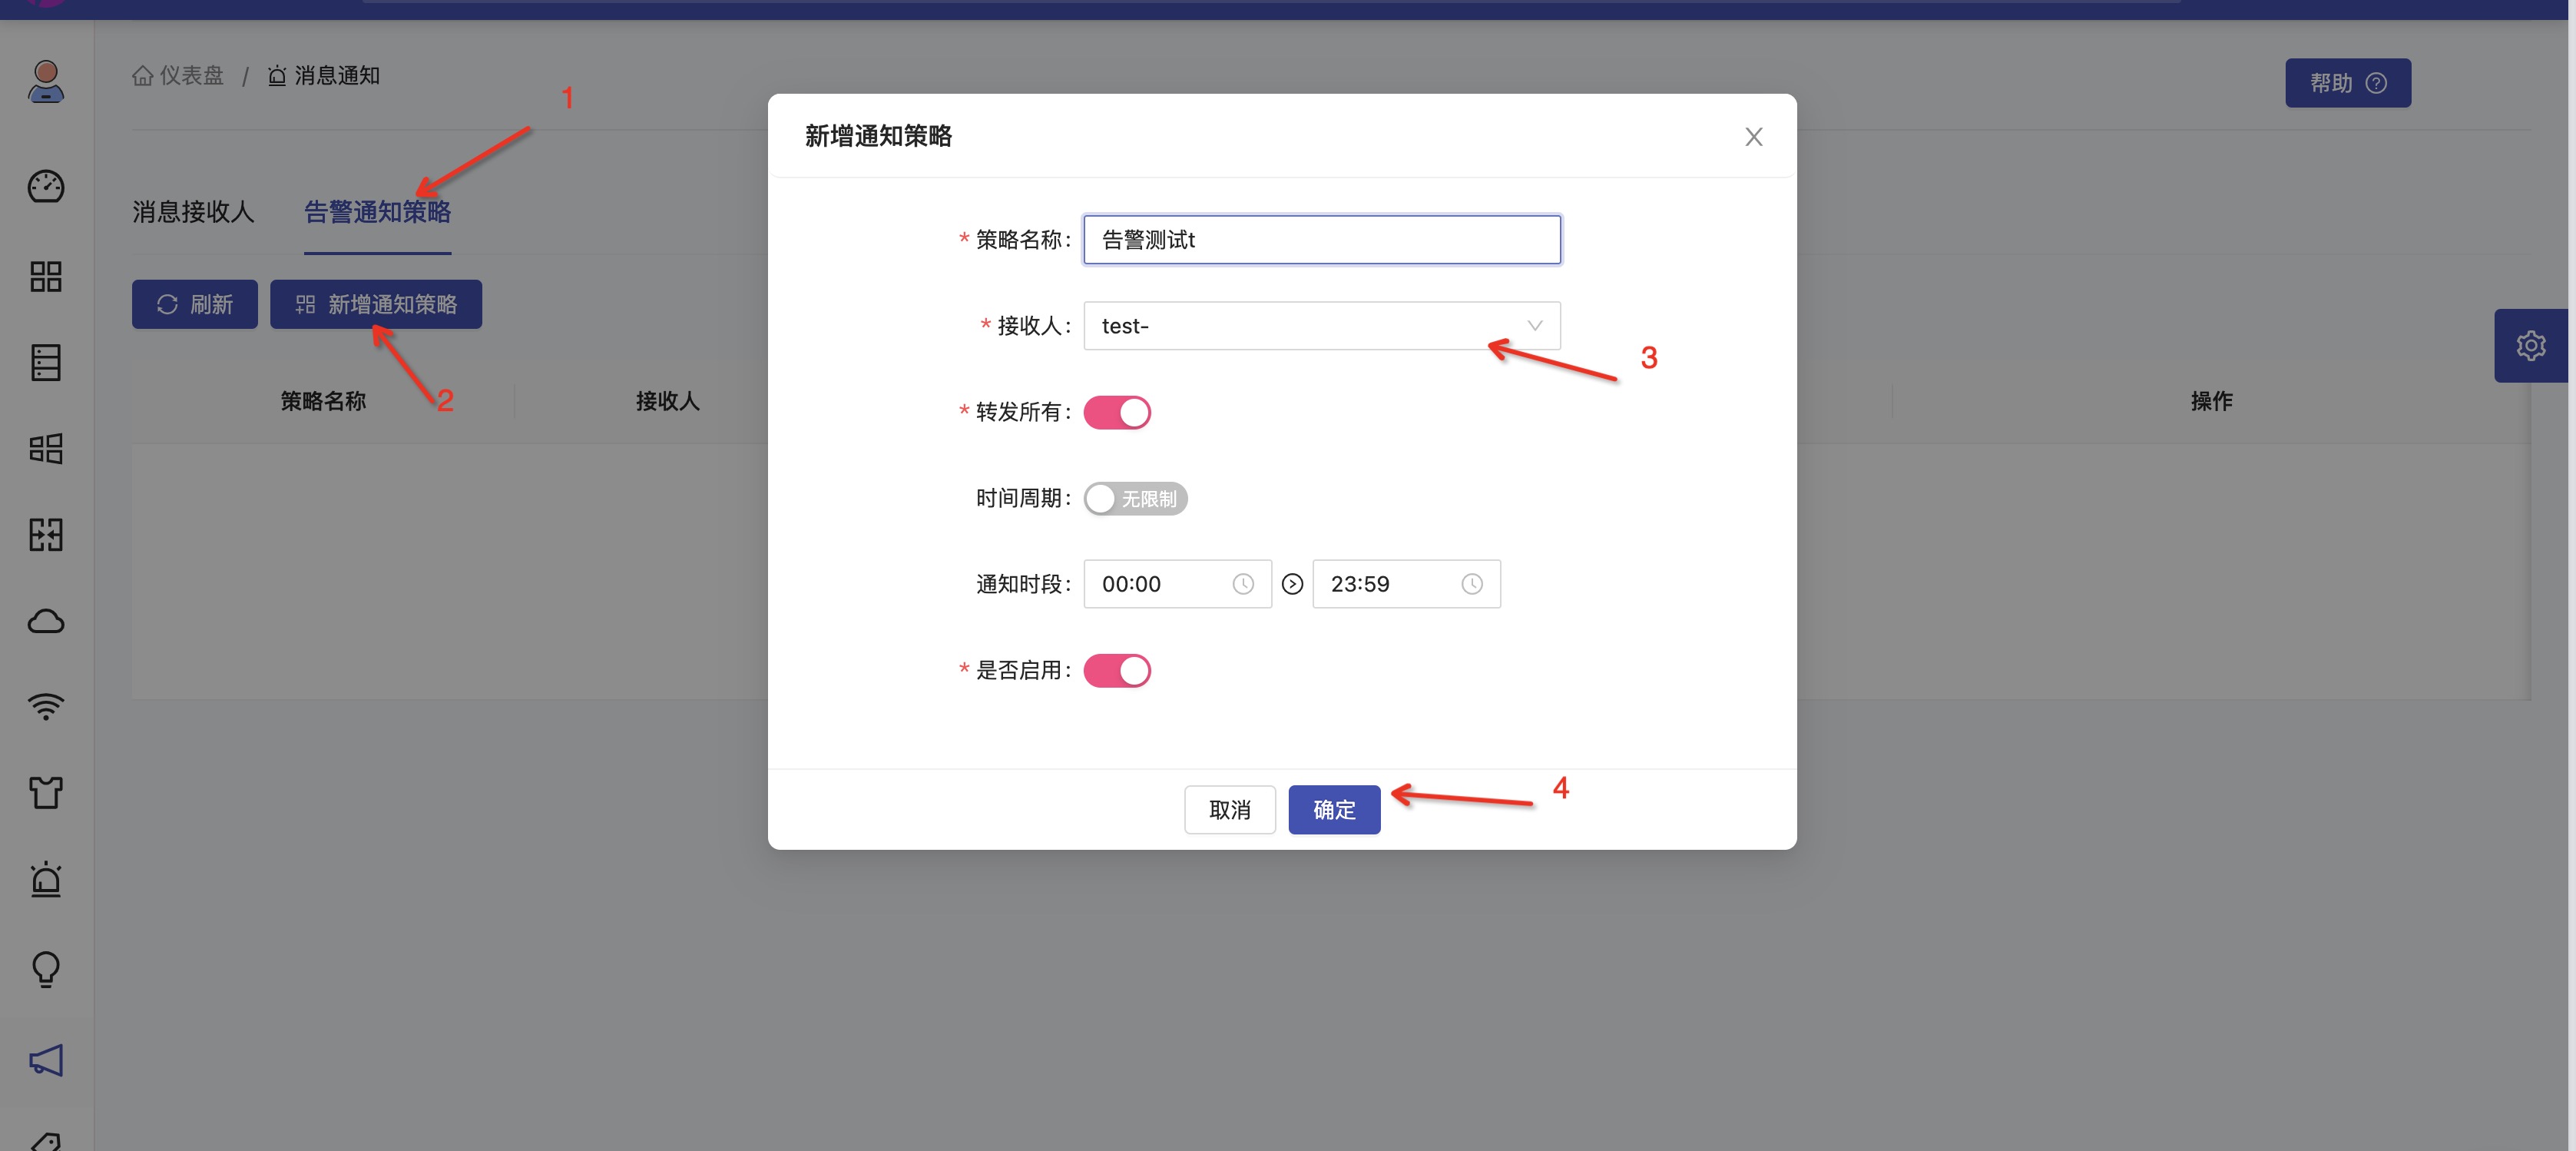 仪表盘 / 消息通知
帮助
1
新增通知策略
消息接收人 告警通知策略
* 策略名称: 告警测试t
刷新 新增通知策略
* 接收人: test-
3
2
策略名称 接收人 操作
* 转发所有:
时间周期: 无限制
通知时段: 00:00 23:59
* 是否启用:
4
取消 确定